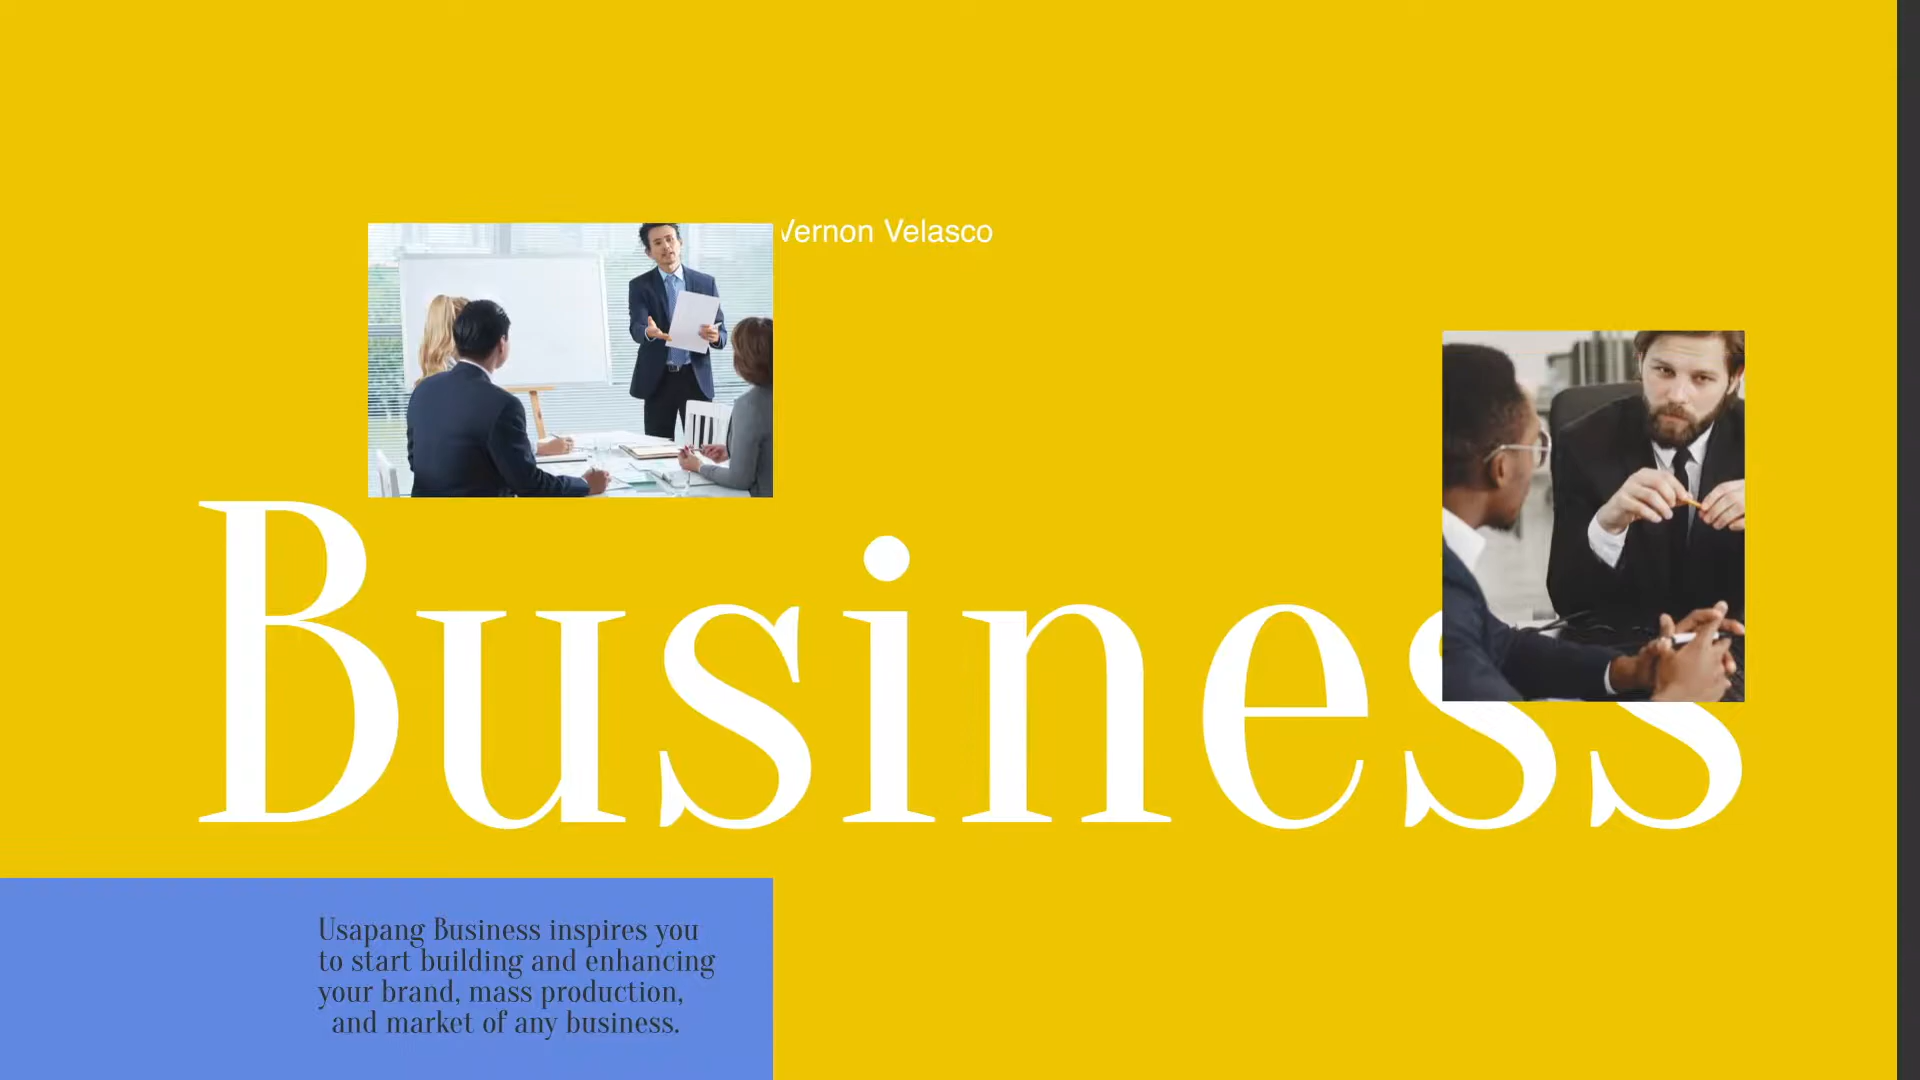 Vernon Velasco
Business
Usapang Business inspires you
to start building and enhancing
your brand, mass production,
and market of any business.